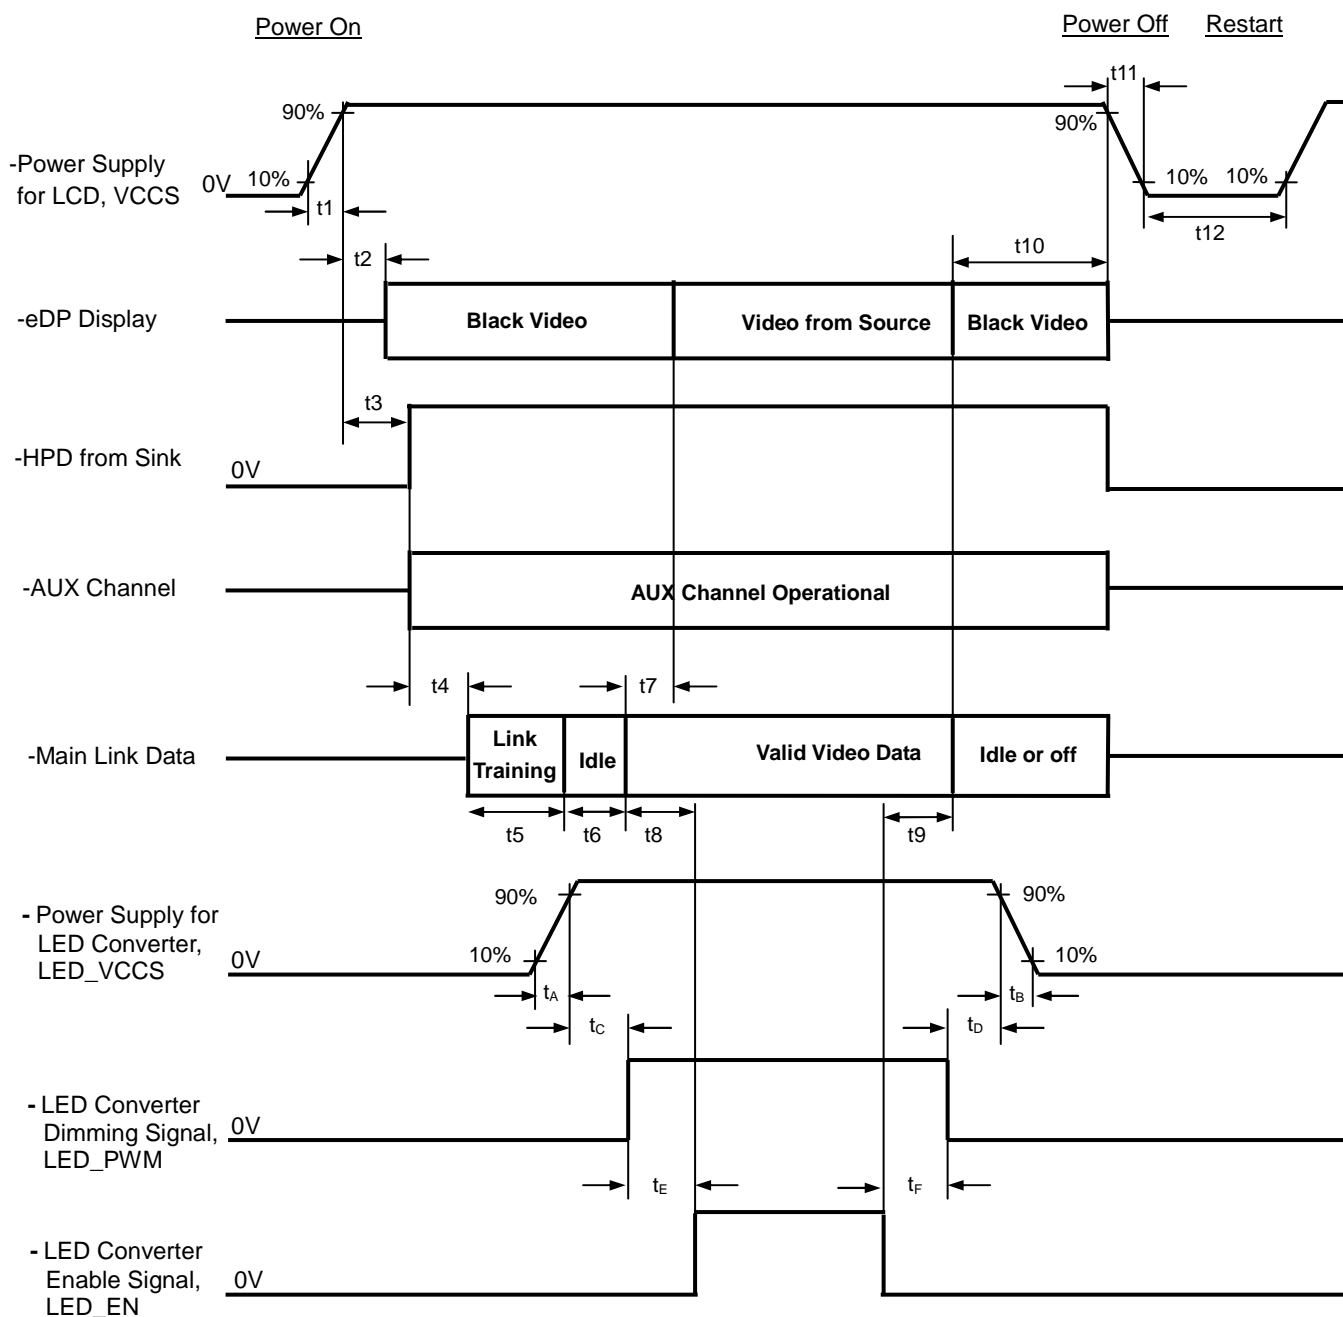 Power On
Power Off Restart
t11
90%
90%
-Power Supply
for LCD, VCCS
0V
10%
10%
10%
t1
t12
t2
t10
-eDP Display
Black Video
Video from Source
Black Video
t3
-HPD from Sink
0V
-AUX Channel
AUX Channel Operational
t4
t7
-Main Link Data
Link
Training
Idle
Valid Video Data
Idle or off
t5
t6
t8
t9
90%
90%
- Power Supply for
LED Converter,
LED_VCCS
0V
10%
10%
tA
tB
tC
tD
- LED Converter
Dimming Signal,
LED_PWM
0V
tE
tF
- LED Converter
Enable Signal,
LED_EN
0V